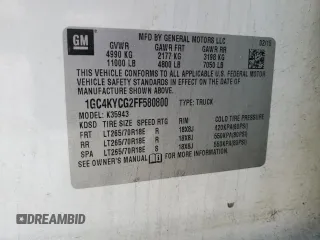 GM
MFD BY GENERAL MOTORS LLC 02/15
GVWR GAWR FRT GAWR RR
4990 KG 2177 KG 3198 KG
11000 LB 4800 LB 7050 LB
THIS VEHICLE CONFORMS TO ALL APPLICABLE U.S. FEDERAL MOTOR
VEHICLE SAFETY STANDARDS IN EFFECT ON THE DATE OF
MANUFACTURE SHOWN ABOVE.
1GC4KYCG2FF580800 TYPE: TRUCK
MODEL: K35943
KDSD TIRE SIZE SPEED RTG RIM COLD TIRE PRESSURE
FRT LT265/70R18E R 18X8J
RR LT265/70R18E R 18X8J
SPA LT265/70R18E S 18X8J
SEE OWNER'S MANUAL FOR MORE INFORMATION.
DREAMBID